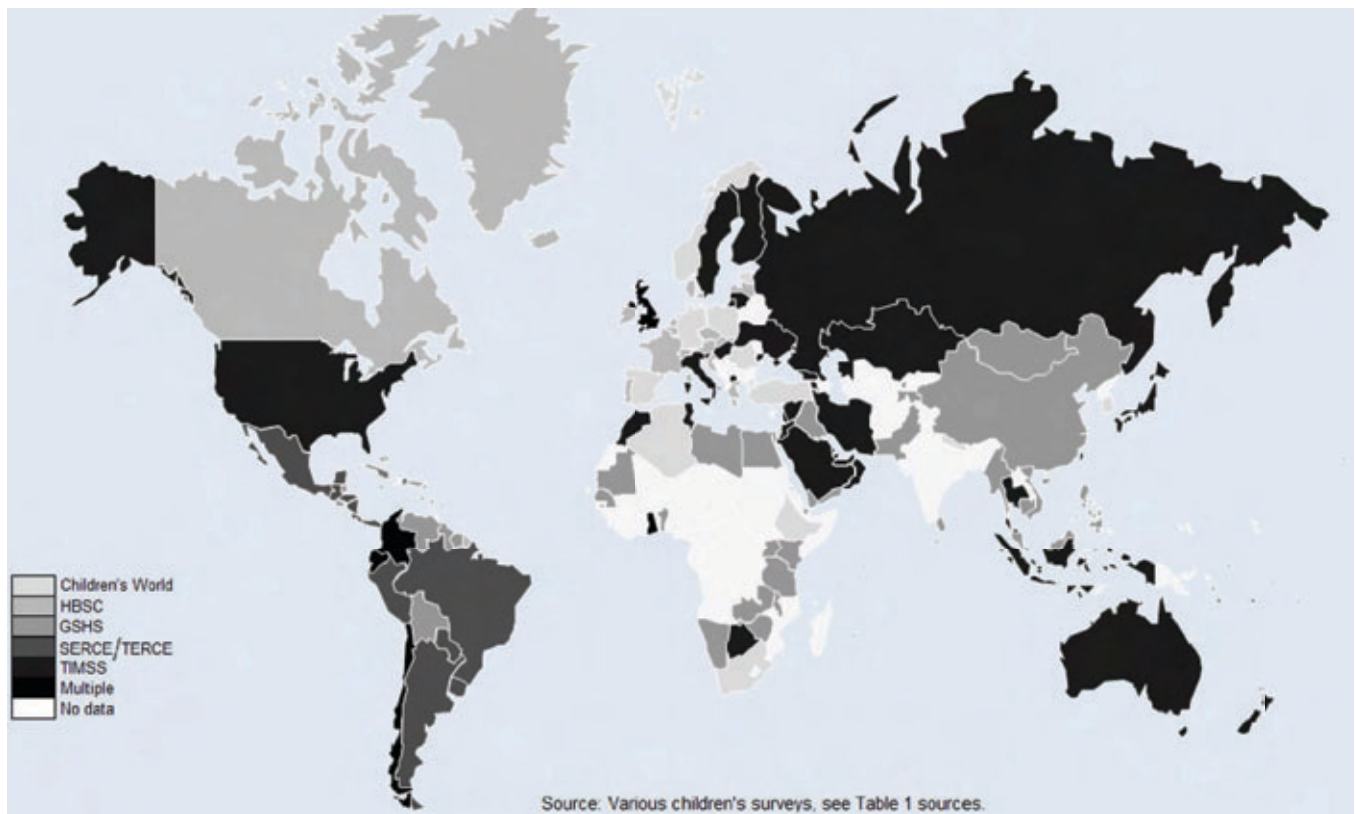 Children's World
HBSC
GSHS
SERCE/TERCE
TIMSS
Multiple
No data
Source: Various children's surveys, see Table 1 sources.